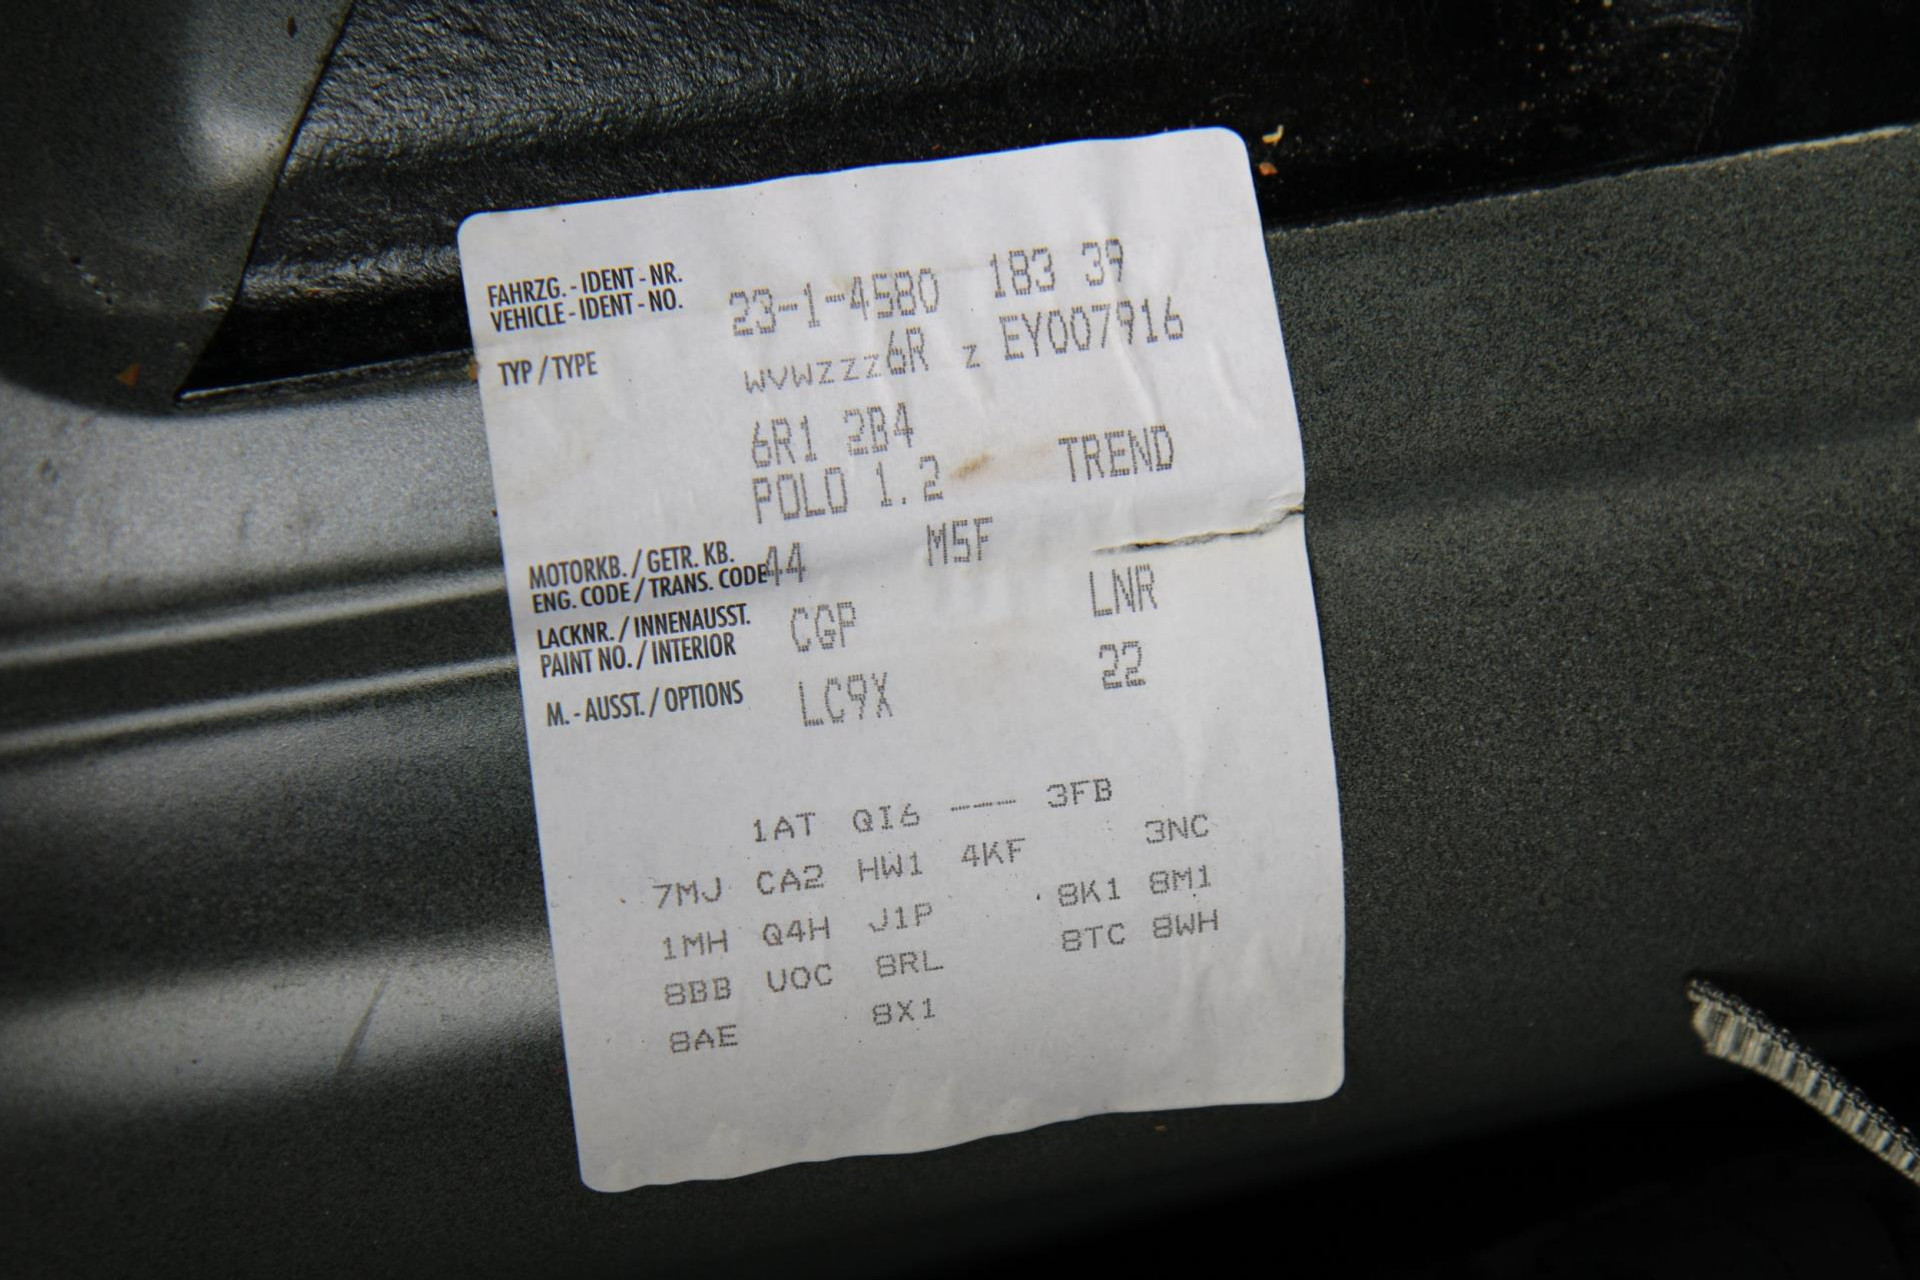 FAHRZG. - IDENT - NR.
VEHICLE - IDENT - NO.
23-1-4580 183 39
TYP / TYPE
WVWZZZ6R Z EY007916
6R1 2B4
POLO 1.2 TREND
MOTORKB. / GETR. KB.
ENG. CODE / TRANS. CODE
44 M5F
LACKNR. / INNENAUSST.
PAINT NO. / INTERIOR
CGP LNR
M. - AUSST. / OPTIONS
LC9X 22
1AT QI6 --- 3FB
7MJ CA2 HW1 4KF 3NC
1MH Q4H J1P 8K1 8M1
8BB U0C 8RL 8TC 8WH
8AE 8X1